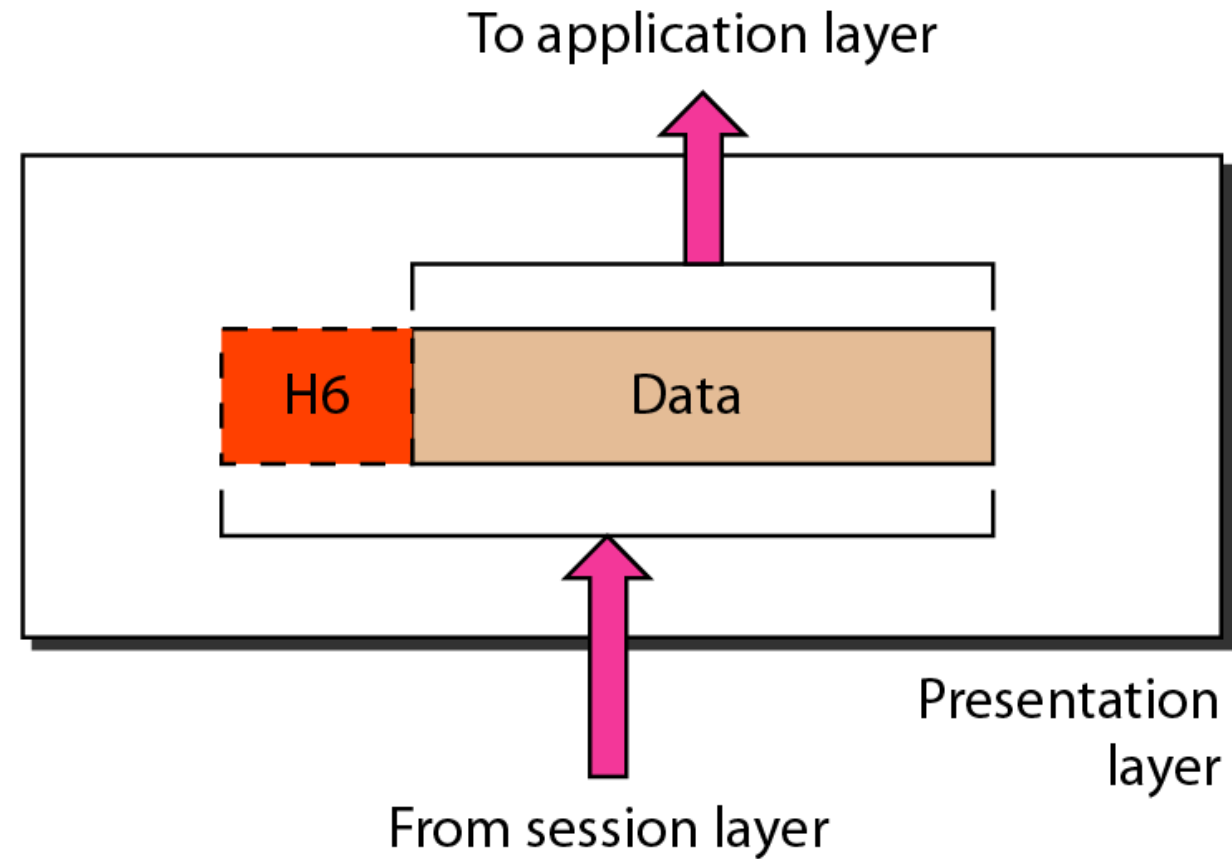 To application layer
H6
Data
Presentation
layer
From session layer